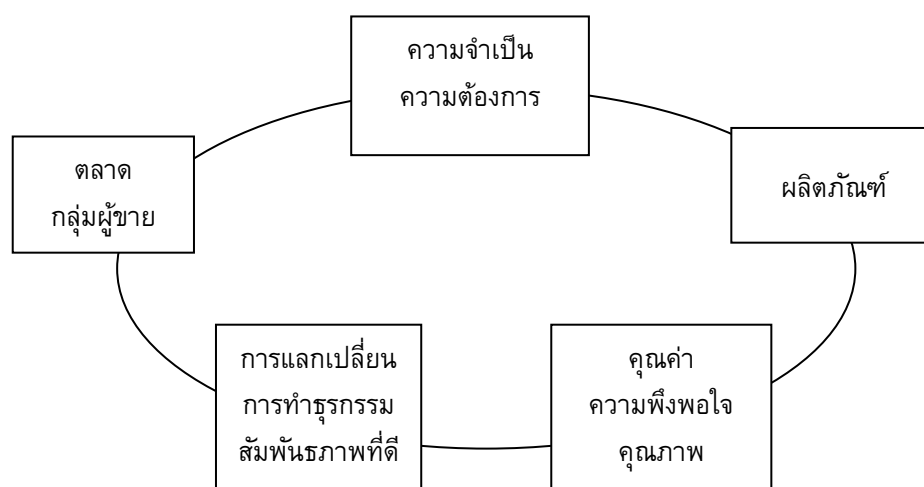 ความจำเป็น
ความต้องการ
ตลาด
กลุ่มผู้ขาย
ผลิตภัณฑ์
การแลกเปลี่ยน
การทำธุรกรรม
สัมพันธภาพที่ดี
คุณค่า
ความพึงพอใจ
คุณภาพ